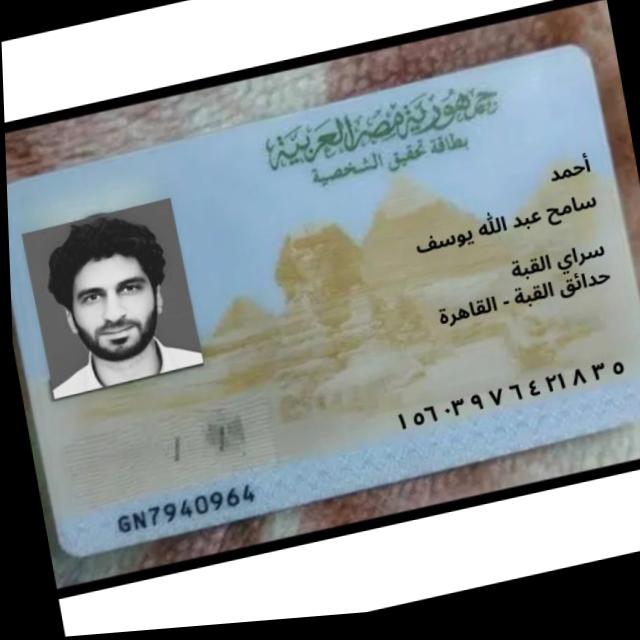 جمهورية مصر العربية
بطاقة تحقيق الشخصية
أحمد
سامح عبد الله يوسف
سراي القبة
حدائق القبة - القاهرة
١٥٦٠٣٩٧٦٤٢١٨٣٥
GN7940964